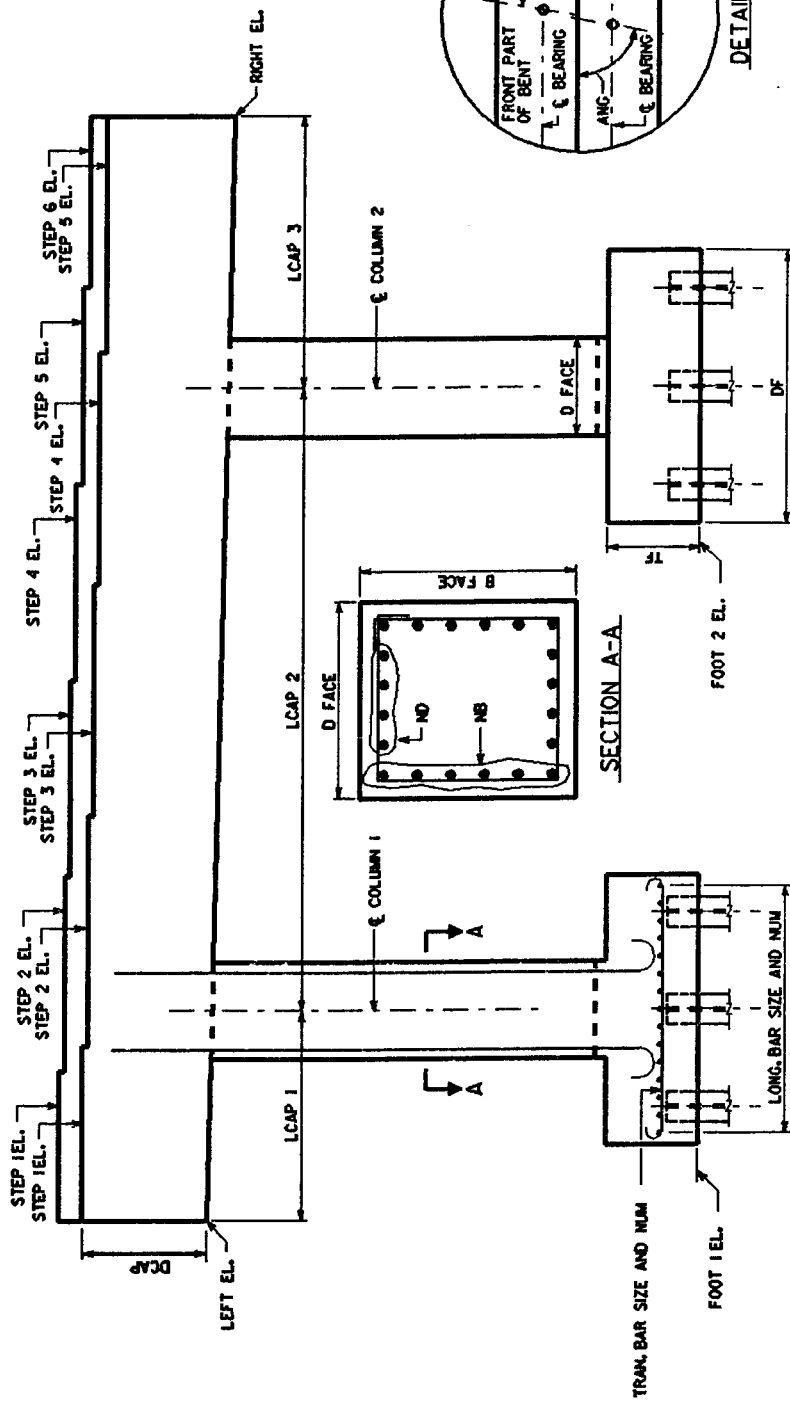 STEP 1 EL.
STEP 1 EL.
STEP 2 EL.
STEP 2 EL.
STEP 3 EL.
STEP 3 EL.
STEP 4 EL.
STEP 4 EL.
STEP 5 EL.
STEP 6 EL.
STEP 5 EL.
DCAP
LEFT EL.
RIGHT EL.
LCAP 1
LCAP 2
LCAP 3
℄ COLUMN 1
℄ COLUMN 2
A
A
D FACE
B FACE
ND
NB
SECTION A-A
D FACE
TF
DF
FOOT 2 EL.
TRAN. BAR SIZE AND NUM
LONG. BAR SIZE AND NUM
FOOT 1 EL.
FRONT PART
OF BENT
℄ BEARING
ANG
℄ BEARING
DETAI